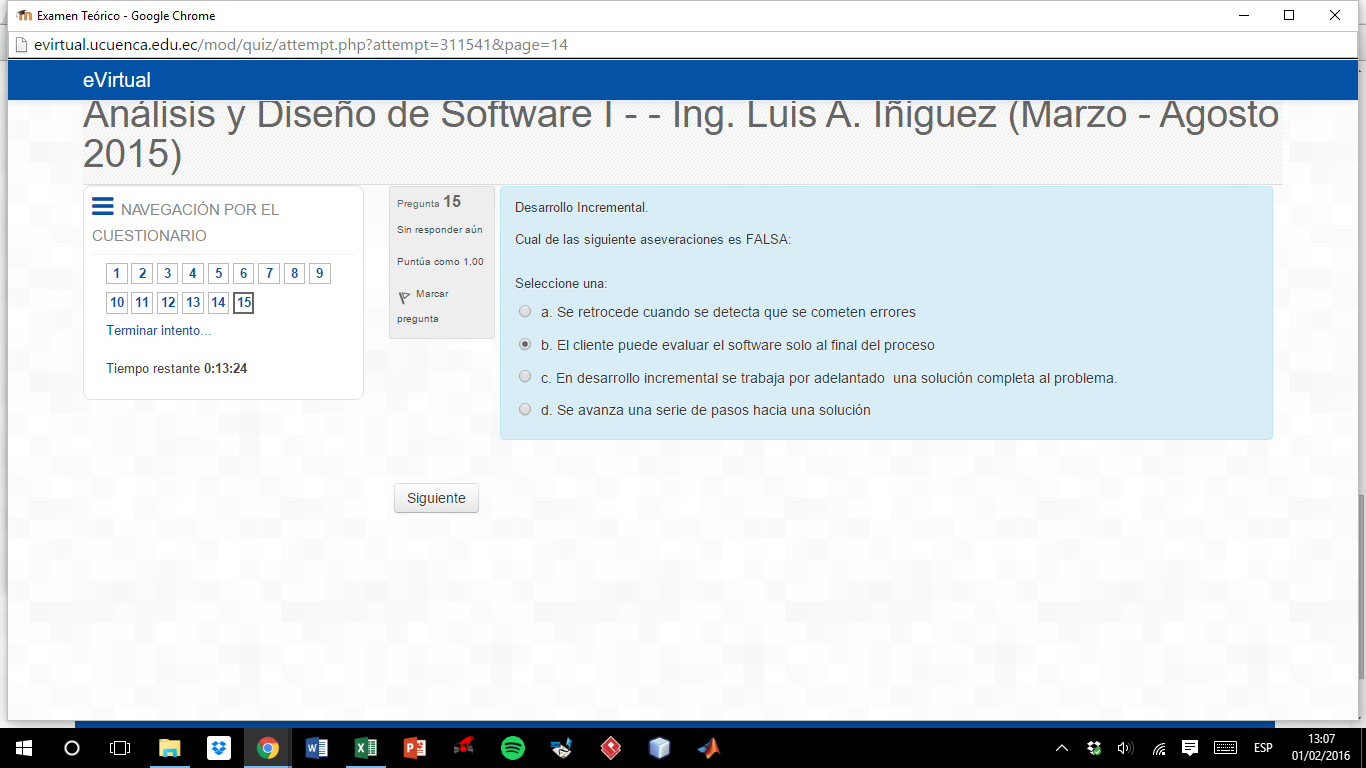 Examen Teórico - Google Chrome
evirtual.ucuenca.edu.ec/mod/quiz/attempt.php?attempt=311541&page=14
eVirtual
Análisis y Diseño de Software I - - Ing. Luis A. Iñiguez (Marzo - Agosto
2015)
NAVEGACIÓN POR EL
CUESTIONARIO
1 2 3 4 5 6 7 8 9
10 11 12 13 14 15
Terminar intento...
Tiempo restante 0:13:24
Pregunta 15
Sin responder aún
Puntúa como 1,00
Marcar
pregunta
Desarrollo Incremental.
Cual de las siguiente aseveraciones es FALSA:
Seleccione una:
a. Se retrocede cuando se detecta que se cometen errores
b. El cliente puede evaluar el software solo al final del proceso
c. En desarrollo incremental se trabaja por adelantado  una solución completa al problema.
d. Se avanza una serie de pasos hacia una solución
Siguiente
ESP
13:07
01/02/2016